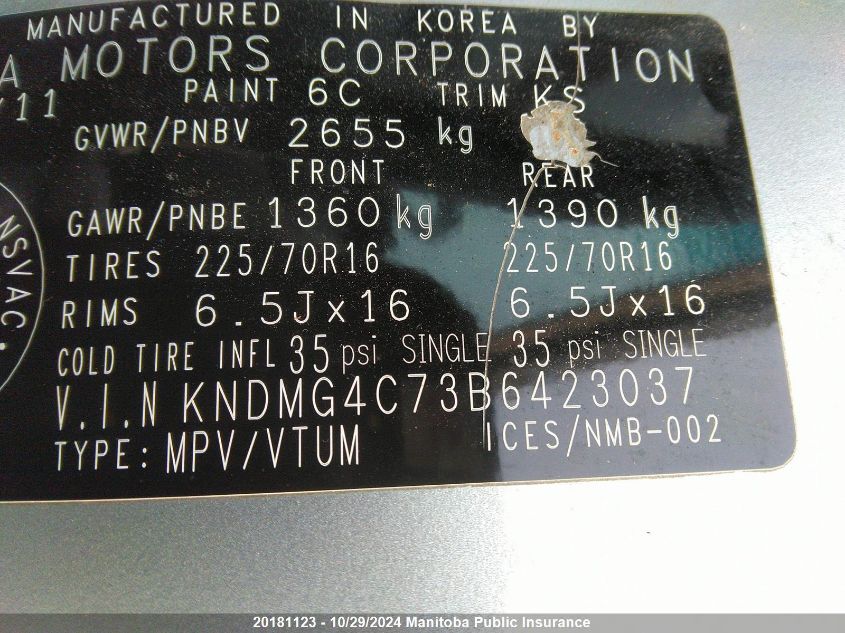 MANUFACTURED IN KOREA BY
A MOTORS CORPORATION
/11 PAINT 6C TRIM KS
GVWR/PNBV 2655 kg
FRONT REAR
GAWR/PNBE 1360 kg 1390 kg
TIRES 225/70R16 225/70R16
RIMS 6.5Jx16 6.5Jx16
COLD TIRE INFL 35 psi SINGLE 35 psi SINGLE
V.I.N KNDMG4C73B6423037
TYPE: MPV/VTUM ICES/NMB-002
NSVAC.
20181123 - 10/29/2024 Manitoba Public Insurance